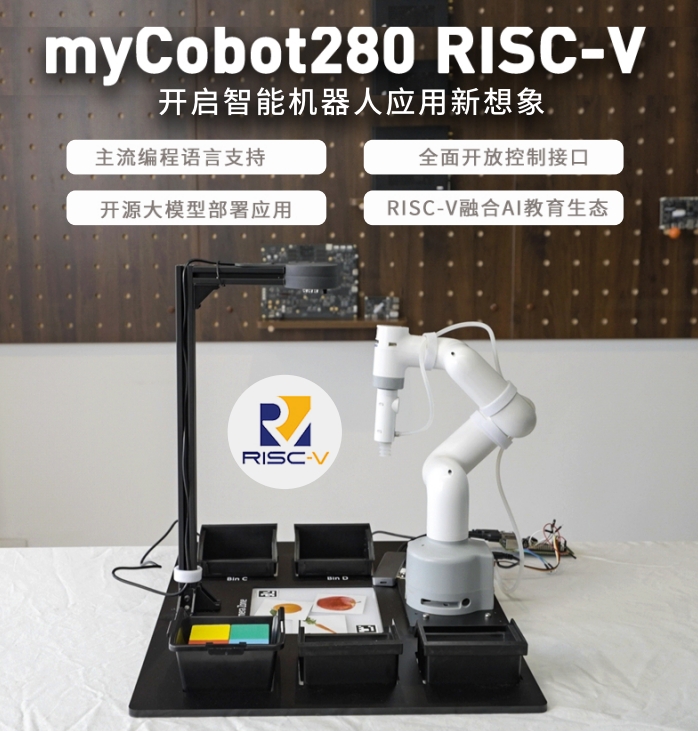 myCobot280 RISC-V
开启智能机器人应用新想象
主流编程语言支持
全面开放控制接口
开源大模型部署应用
RISC-V融合AI教育生态
RISC-V
Bin C
Bin D